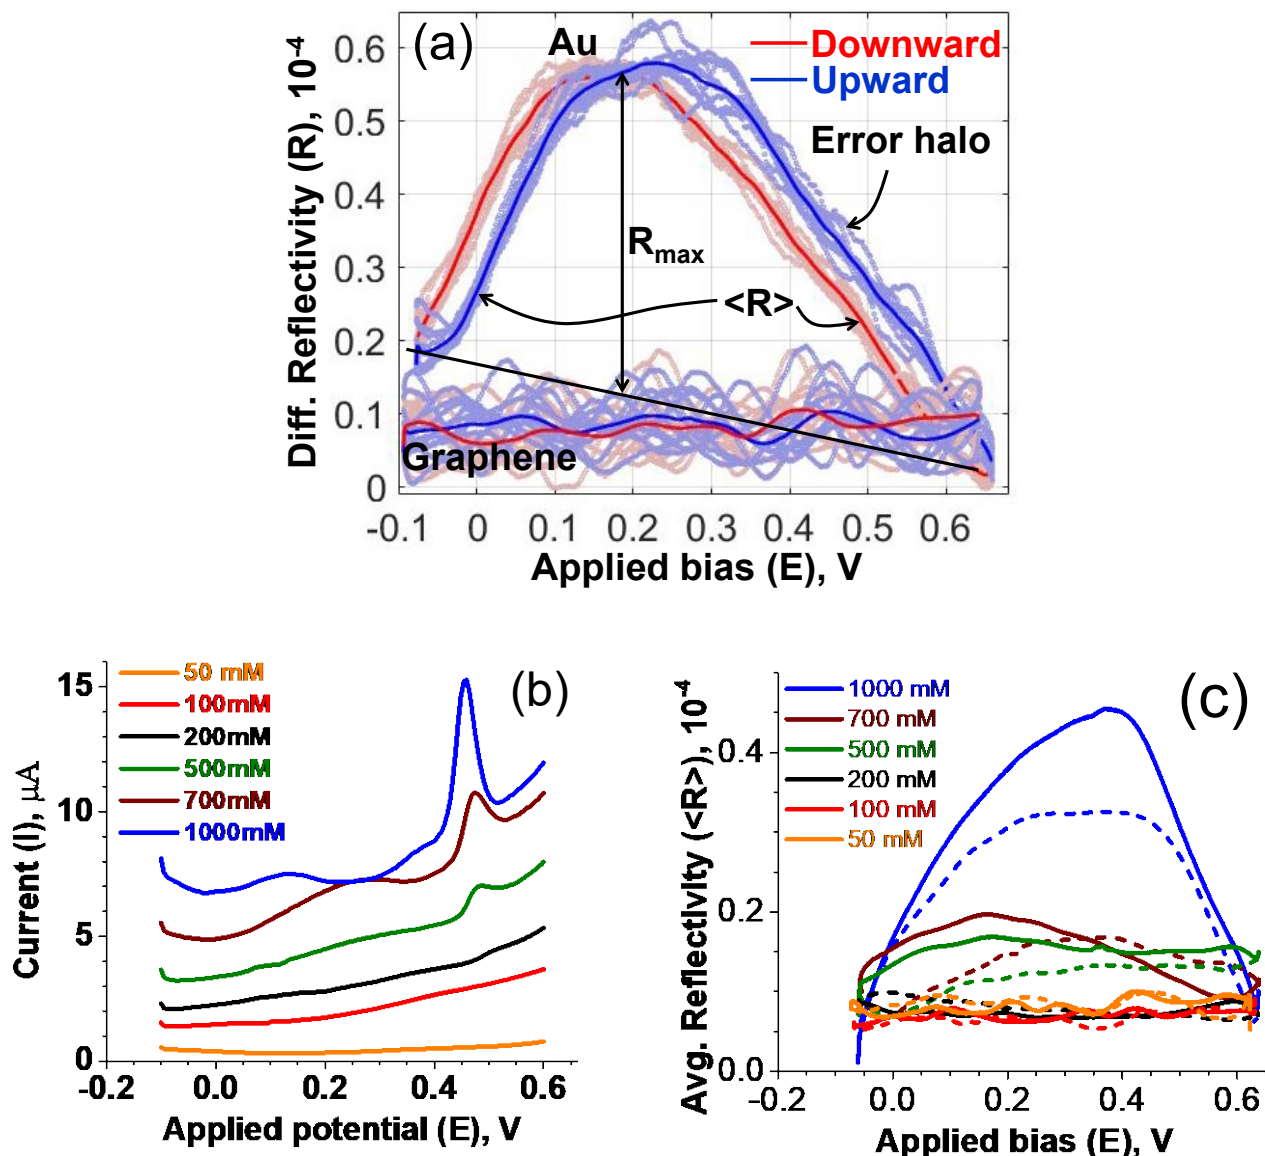 (a)
Au
Downward
Upward
Error halo
R_max
<R>
Graphene
Diff. Reflectivity (R), 10⁻⁴
0.6
0.5
0.4
0.3
0.2
0.1
0
-0.1 0 0.1 0.2 0.3 0.4 0.5 0.6
Applied bias (E), V
(b)
50 mM
100mM
200mM
500mM
700mM
1000mM
Current (I), μA
15
10
5
0
-0.2 0.0 0.2 0.4 0.6
Applied potential (E), V
(c)
1000 mM
700 mM
500 mM
200 mM
100 mM
50 mM
Avg. Reflectivity (<R>), 10⁻⁴
0.4
0.2
0.0
-0.2 0.0 0.2 0.4 0.6
Applied bias (E), V